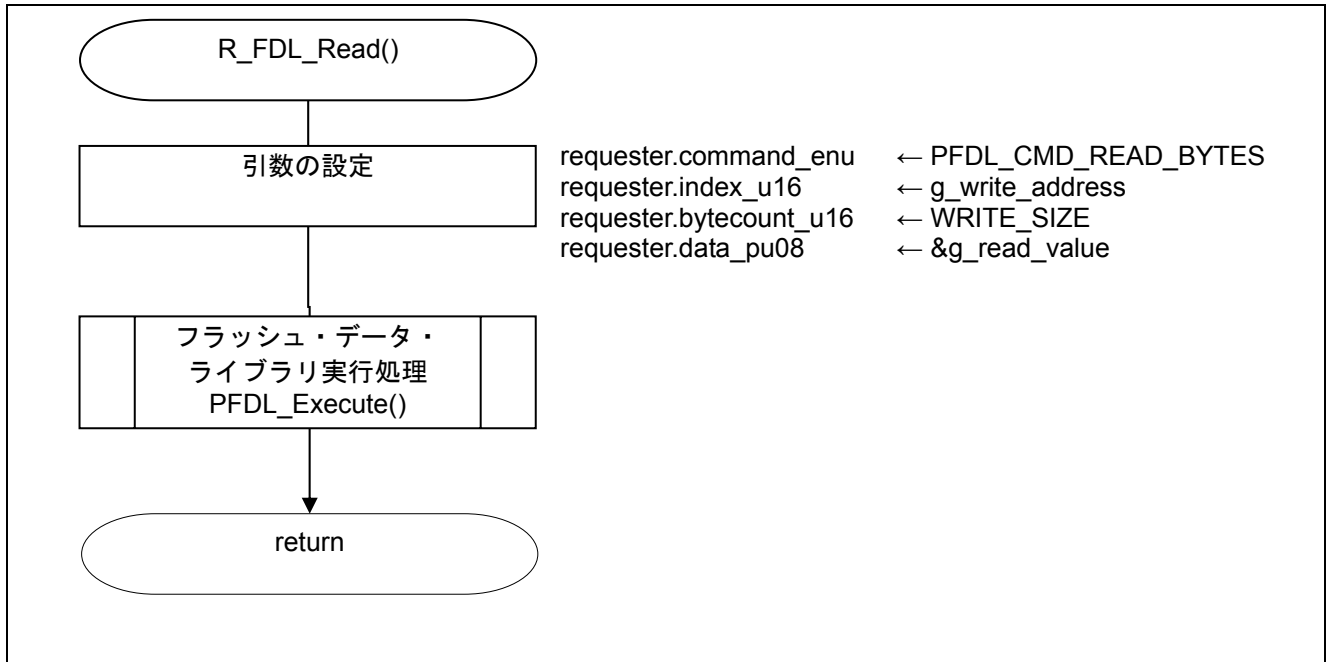 R_FDL_Read()
引数の設定
requester.command_enu ← PFDL_CMD_READ_BYTES
requester.index_u16 ← g_write_address
requester.bytecount_u16 ← WRITE_SIZE
requester.data_pu08 ← &g_read_value
フラッシュ・データ・
ライブラリ実行処理
PFDL_Execute()
return